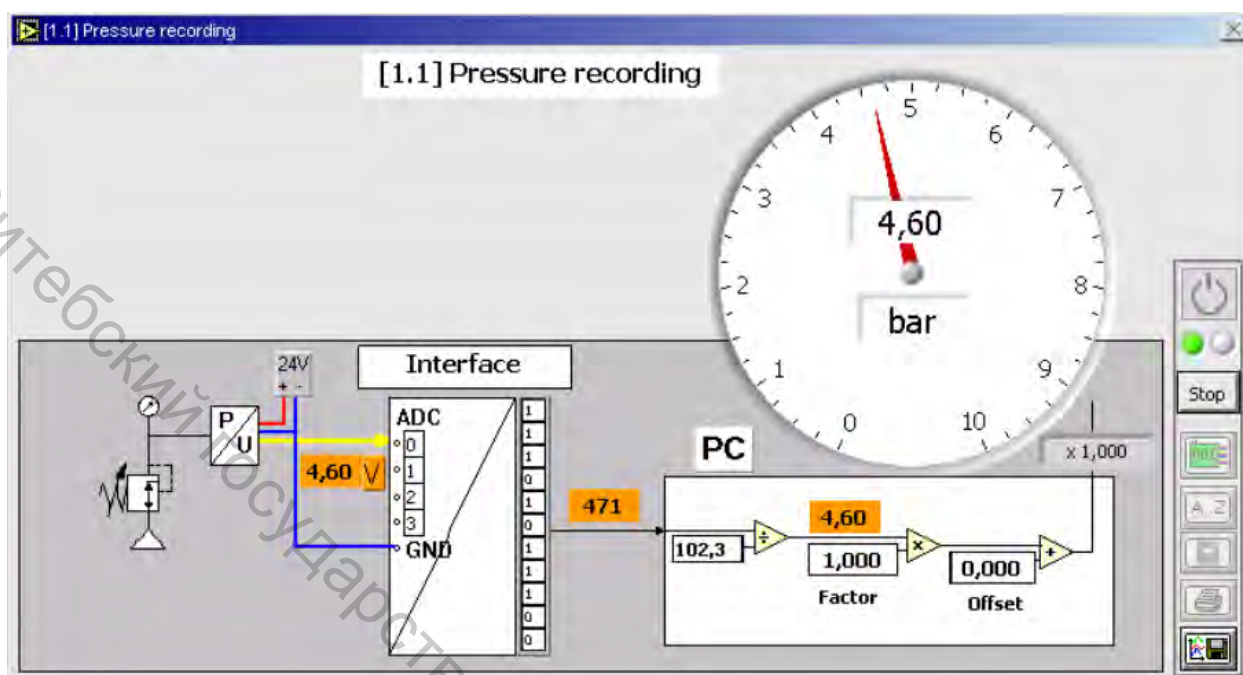 [1.1] Pressure recording
[1.1] Pressure recording
0
1
2
3
4
5
6
7
8
9
10
4,60
bar
x 1,000
Stop
A..Z
24V
+ -
P
U
Interface
ADC
0
1
2
3
GND
4,60 V
1
1
1
0
1
0
1
1
1
0
0
471
PC
102,3
÷
4,60
1,000
x
Factor
0,000
+
Offset
итебский государств